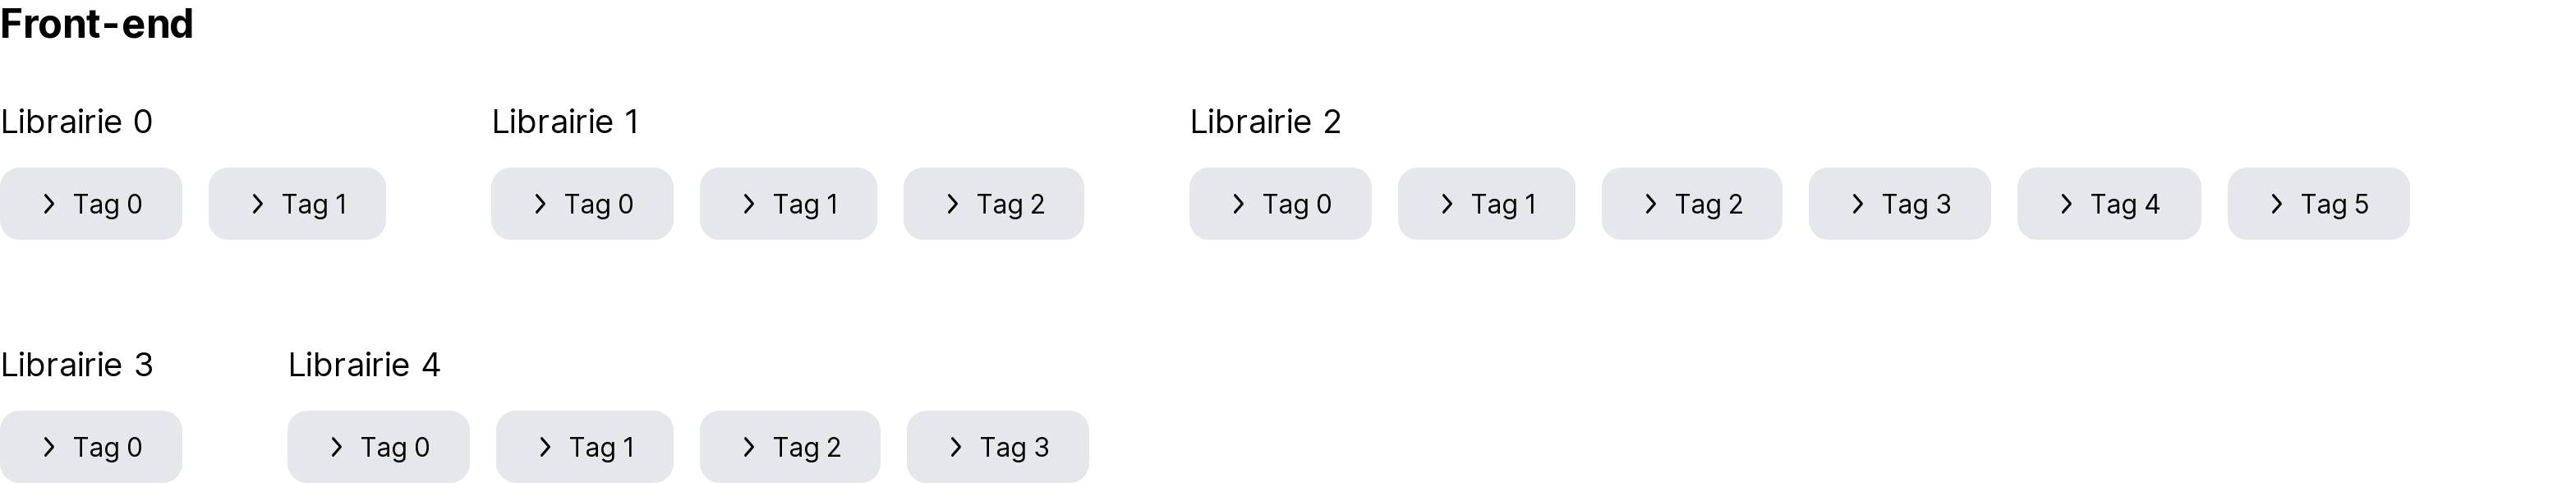 Front-end
Librairie 0 Librairie 1 Librairie 2
Tag 0 Tag 1 Tag 0 Tag 1 Tag 2 Tag 0 Tag 1 Tag 2 Tag 3 Tag 4 Tag 5
Librairie 3 Librairie 4
Tag 0 Tag 0 Tag 1 Tag 2 Tag 3